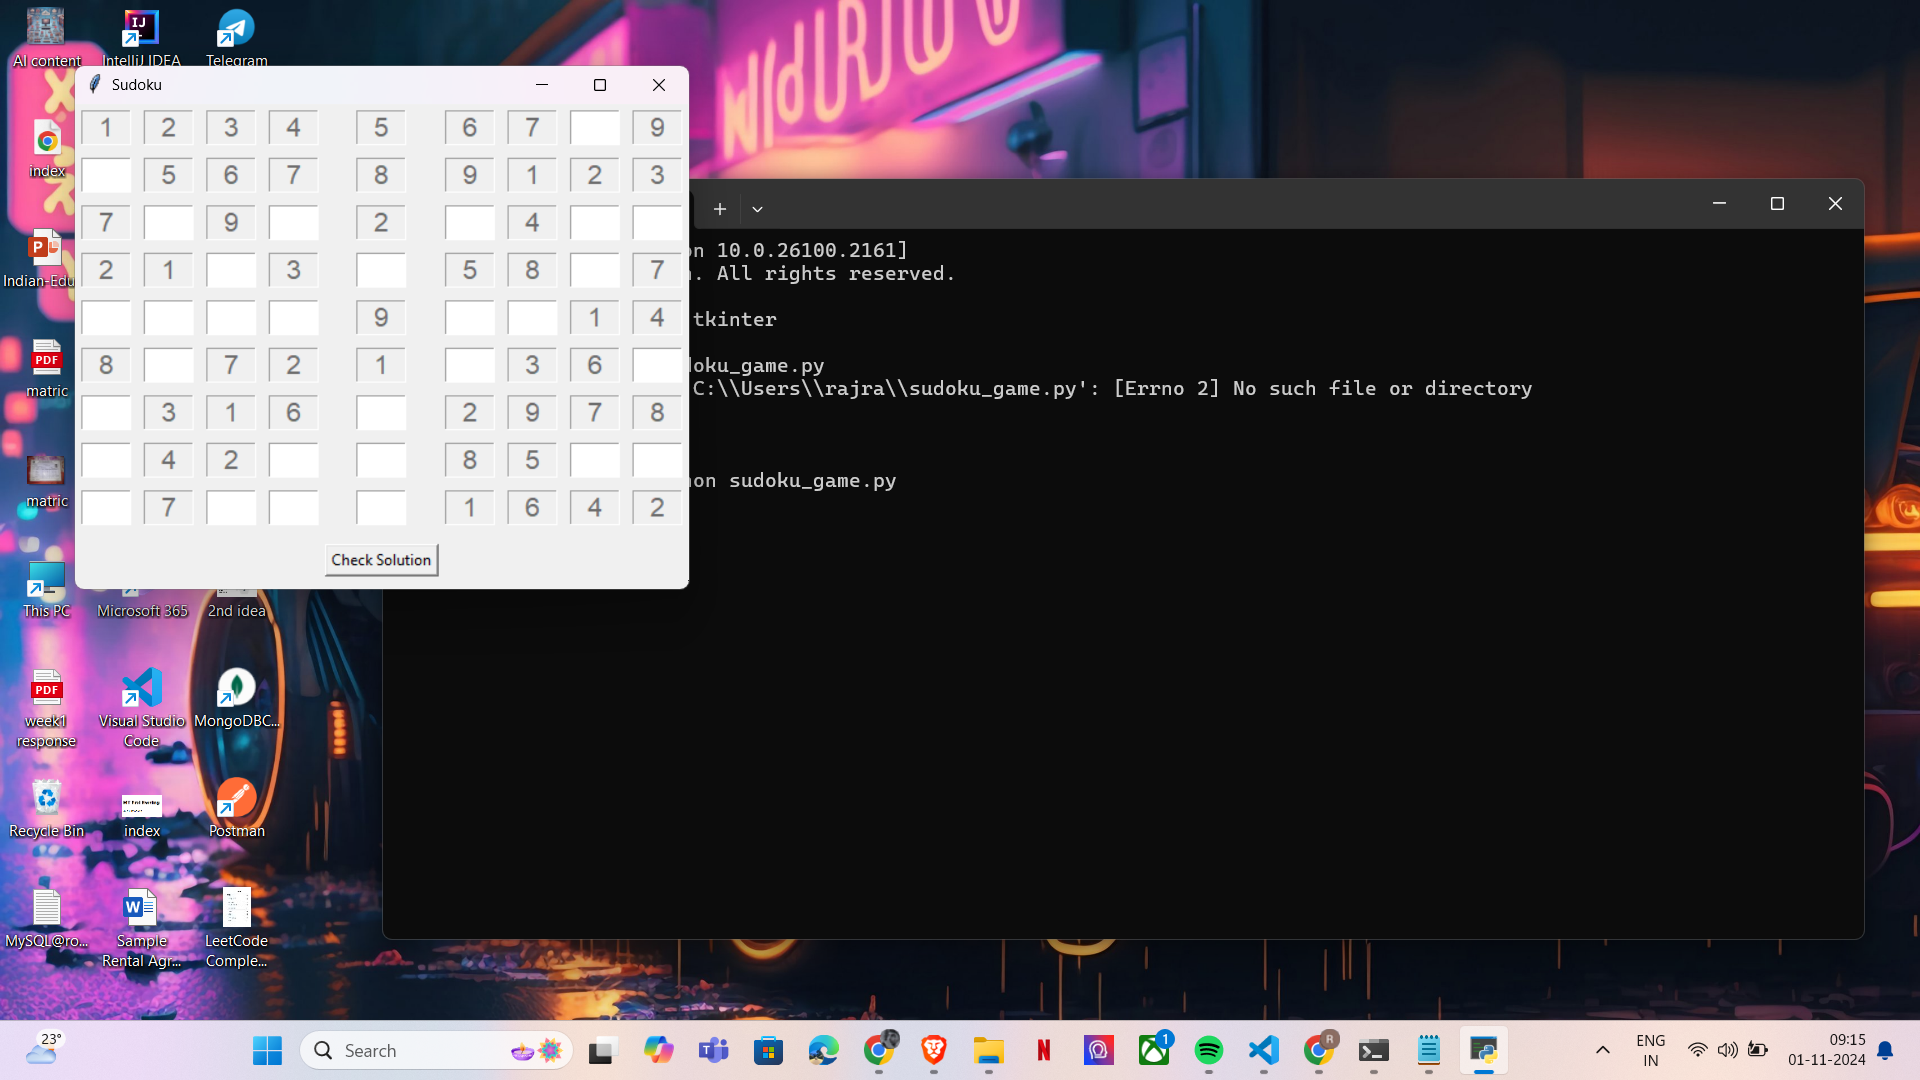 AI content
IntelliJ IDEA
Telegram
Sudoku
1 2 3 4 5 6 7 9
5 6 7 8 9 1 2 3
7 9 2 4
2 1 3 5 8 7
9 1 4
8 7 2 1 3 6
3 1 6 2 9 7 8
4 2 8 5
7 1 6 4 2
Check Solution
on 10.0.26100.2161]
. All rights reserved.
tkinter
doku_game.py
C:\\Users\\rajra\\sudoku_game.py': [Errno 2] No such file or directory
hon sudoku_game.py
index
Indian-Edu
PDF
matric
matric
This PC
Microsoft 365
2nd idea
PDF
week1
response
Visual Studio
Code
MongoDBC...
Recycle Bin
index
Postman
MySQL@ro...
Sample
Rental Agr...
LeetCode
Comple...
23°
Search
1
R
ENG
IN
09:15
01-11-2024